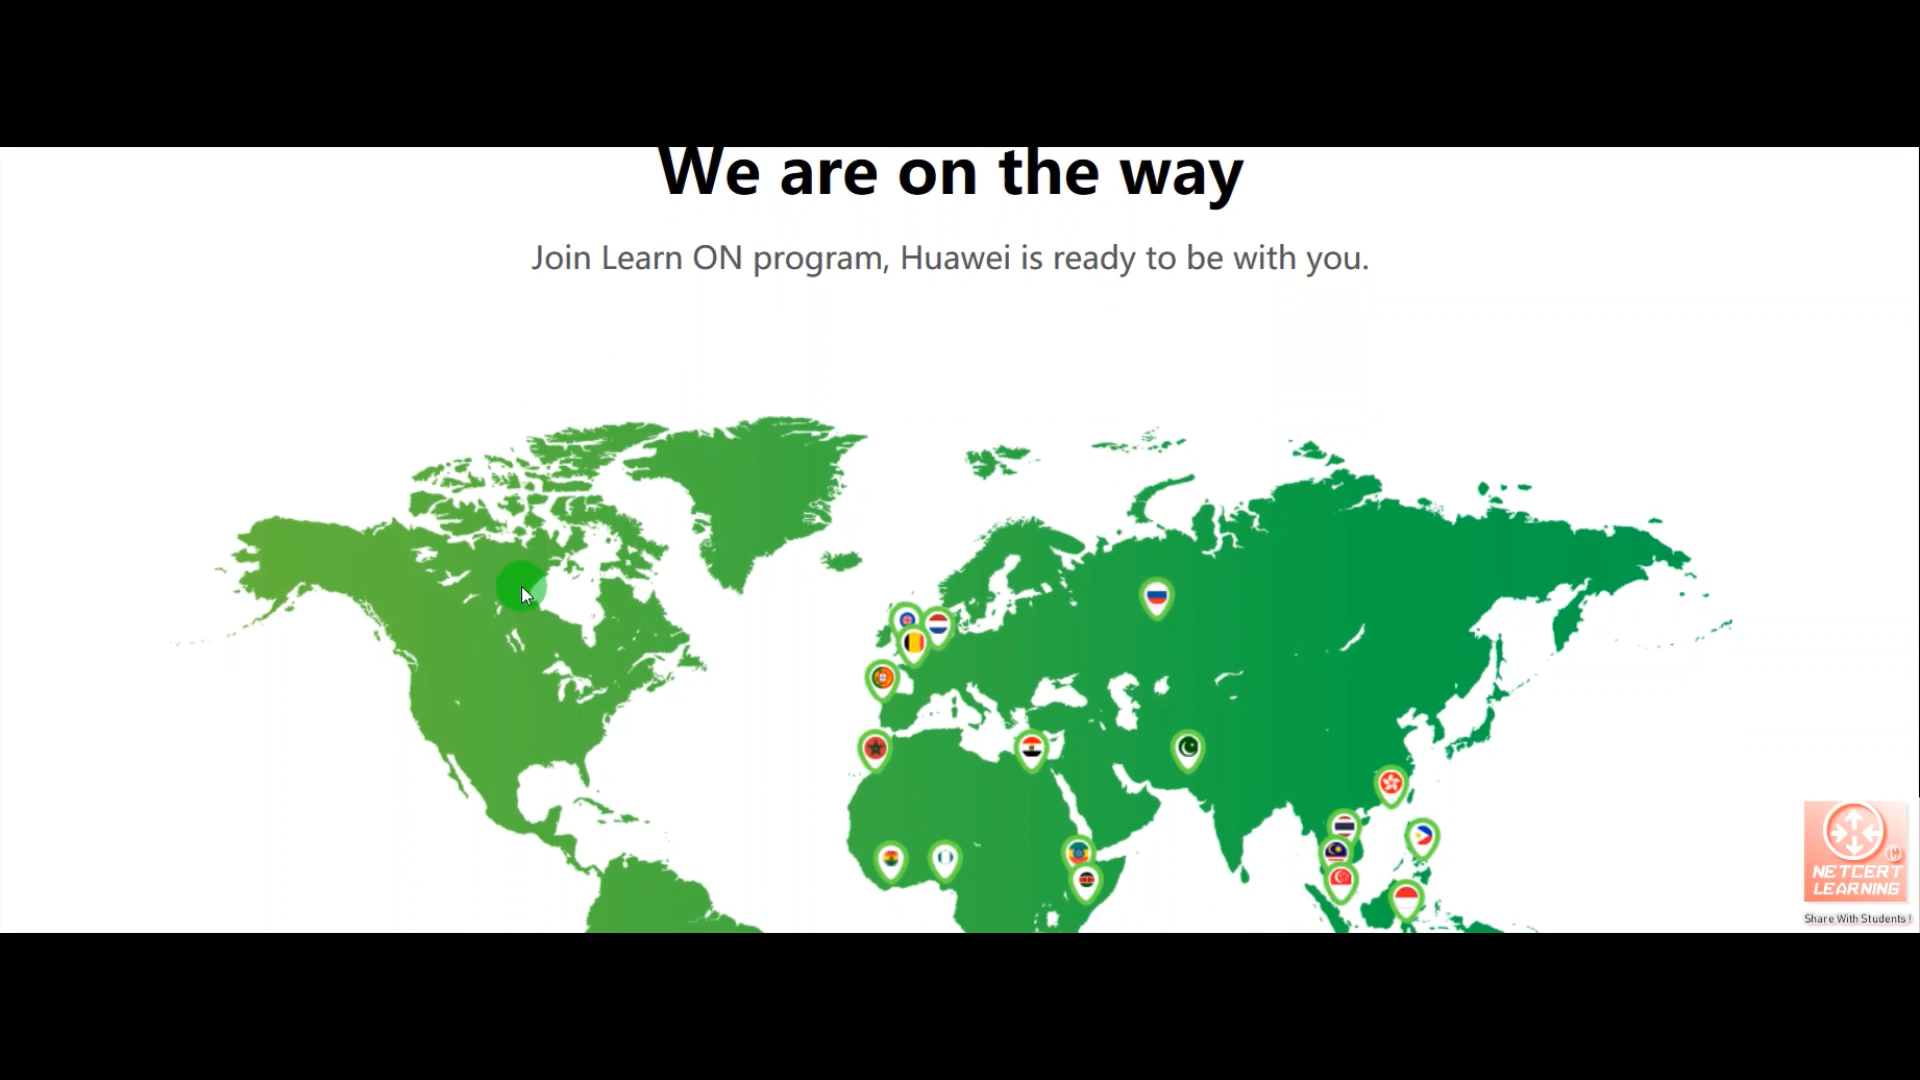 We are on the way
Join Learn ON program, Huawei is ready to be with you.
NETCERT
LEARNING
Share With Students !